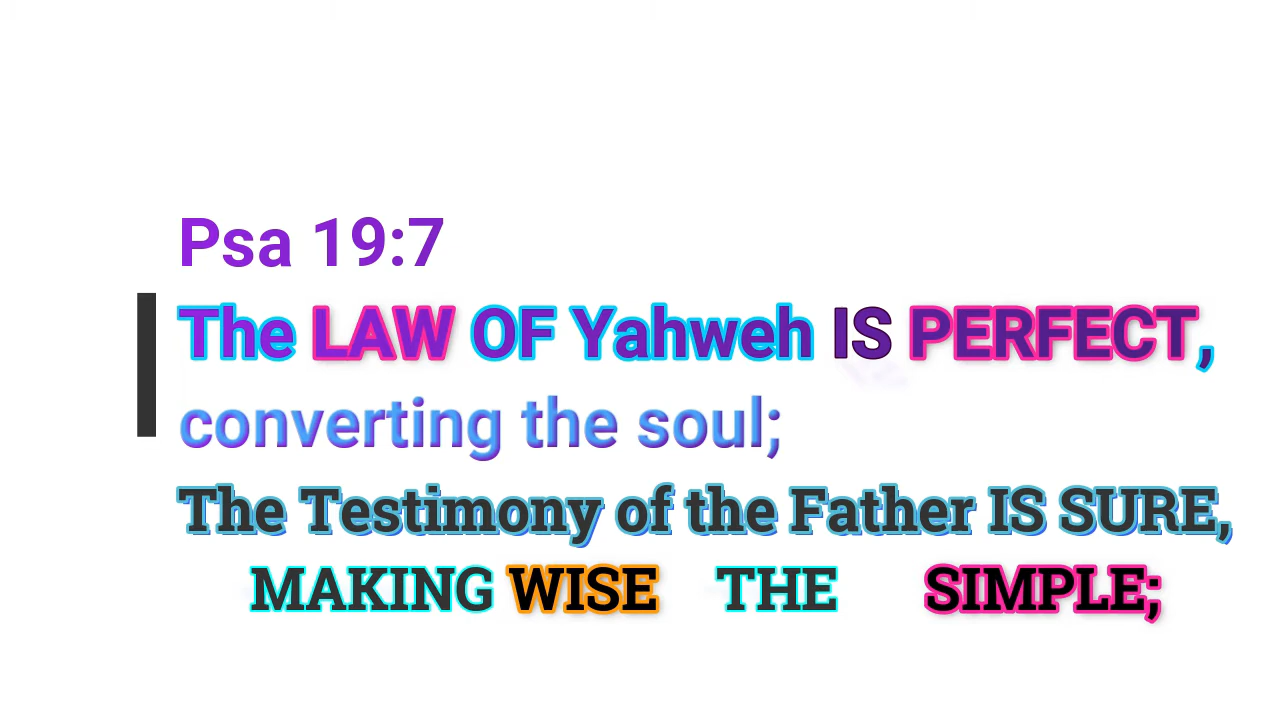 Psa 19:7
The LAW OF Yahweh IS PERFECT,
converting the soul;
The Testimony of the Father IS SURE,
MAKING WISE THE SIMPLE;